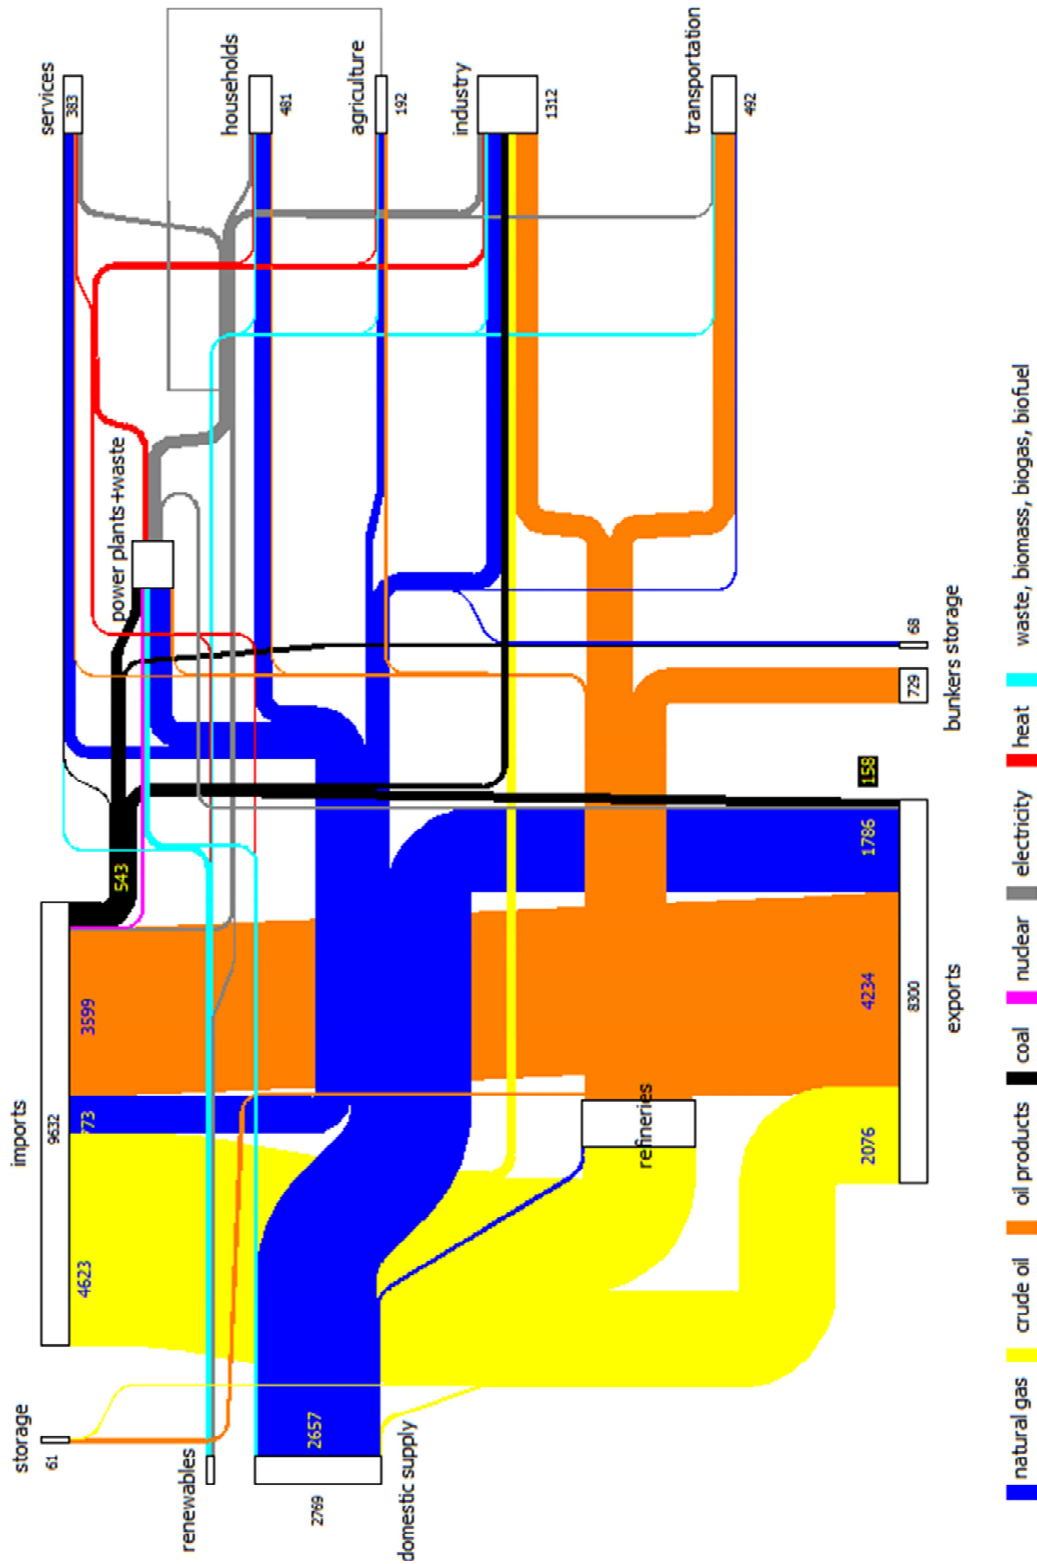 storage
61
imports
9632
4623
773
3599
543
power plants+waste
services
383
renewables
households
481
agriculture
192
industry
1312
transportation
492
2769
2657
domestic supply
refineries
2076
4234
1786
158
8300
exports
729
68
bunkers storage
natural gas crude oil oil products coal nuclear electricity heat waste, biomass, biogas, biofuel